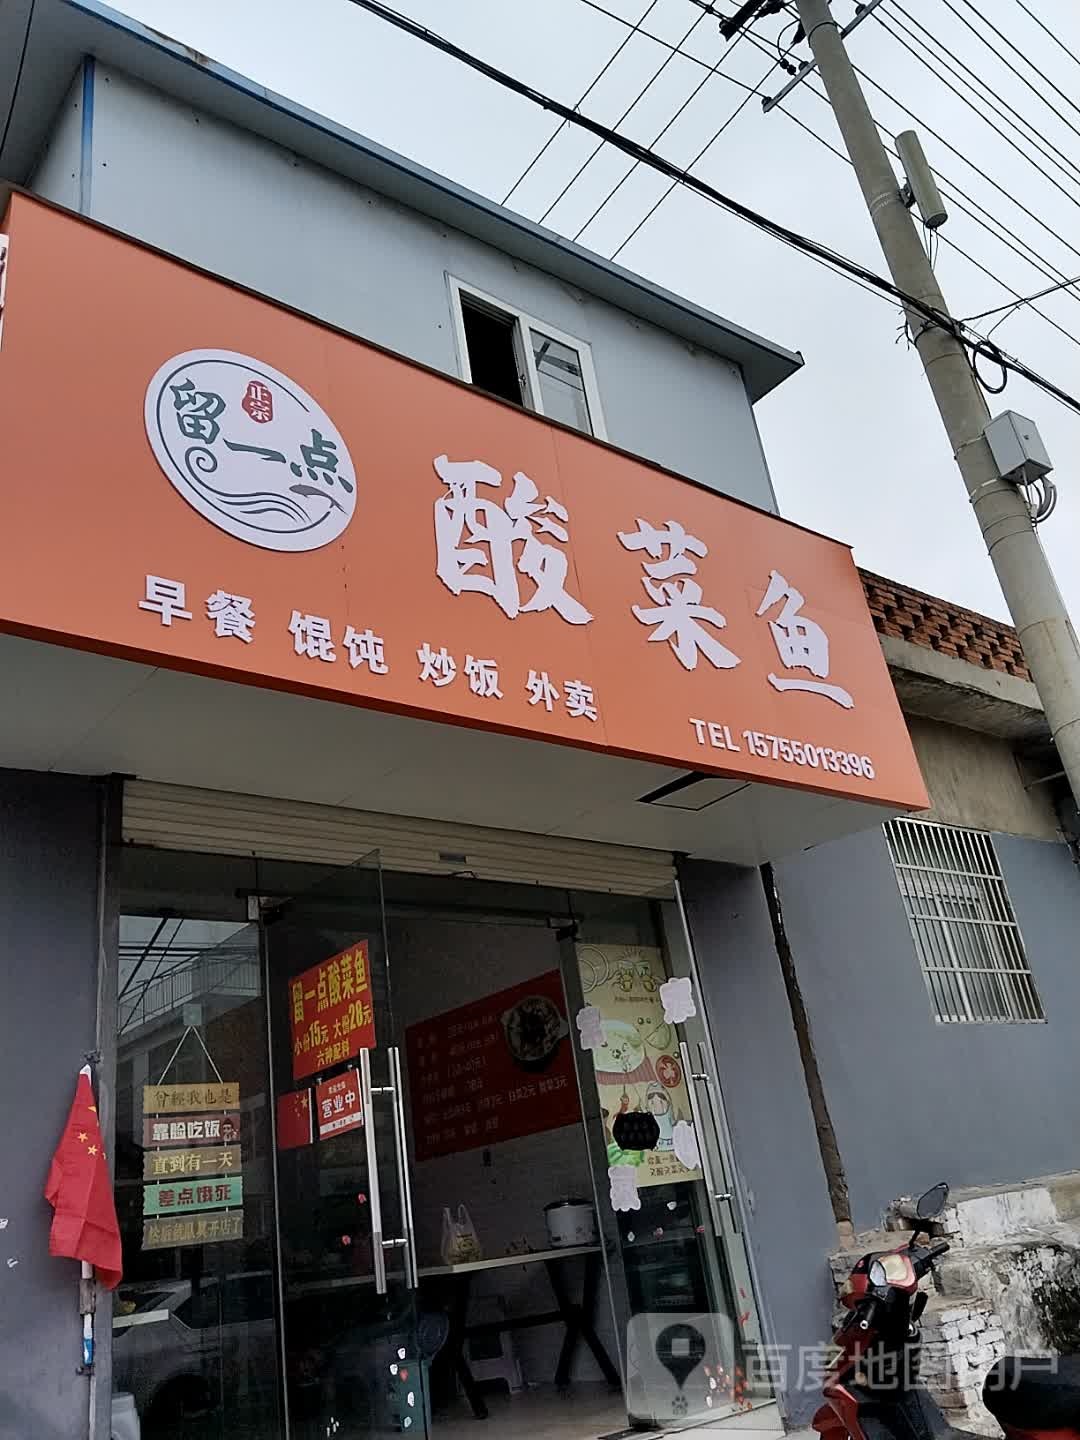 正宗
留一点
酸菜鱼
早餐 馄饨 炒饭 外卖
TEL 15755013396
留一点酸菜鱼
小份15元 大份28元
六种配料
营业中
曾經我也是
靠脸吃饭
直到有一天
差点饿死
百度地图用户